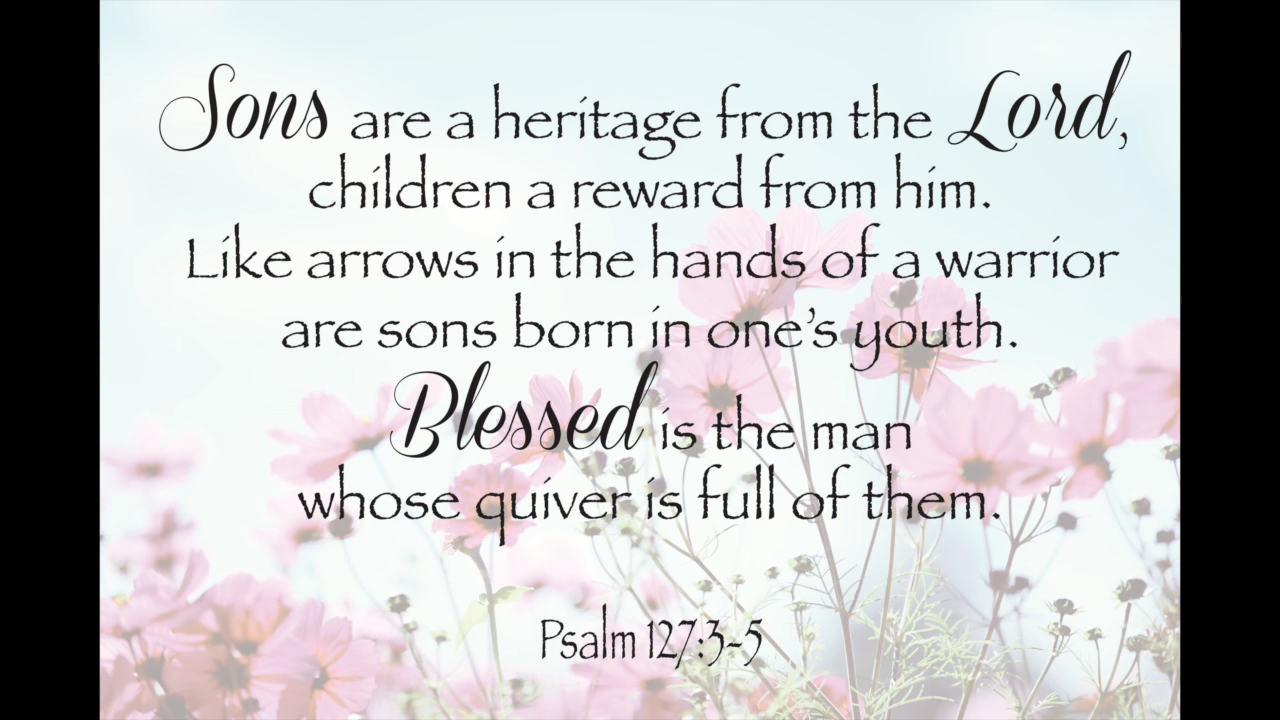 Sons are a heritage from the Lord,
children a reward from him.
Like arrows in the hands of a warrior
are sons born in one’s youth.
Blessed is the man
whose quiver is full of them.
Psalm 127:3-5